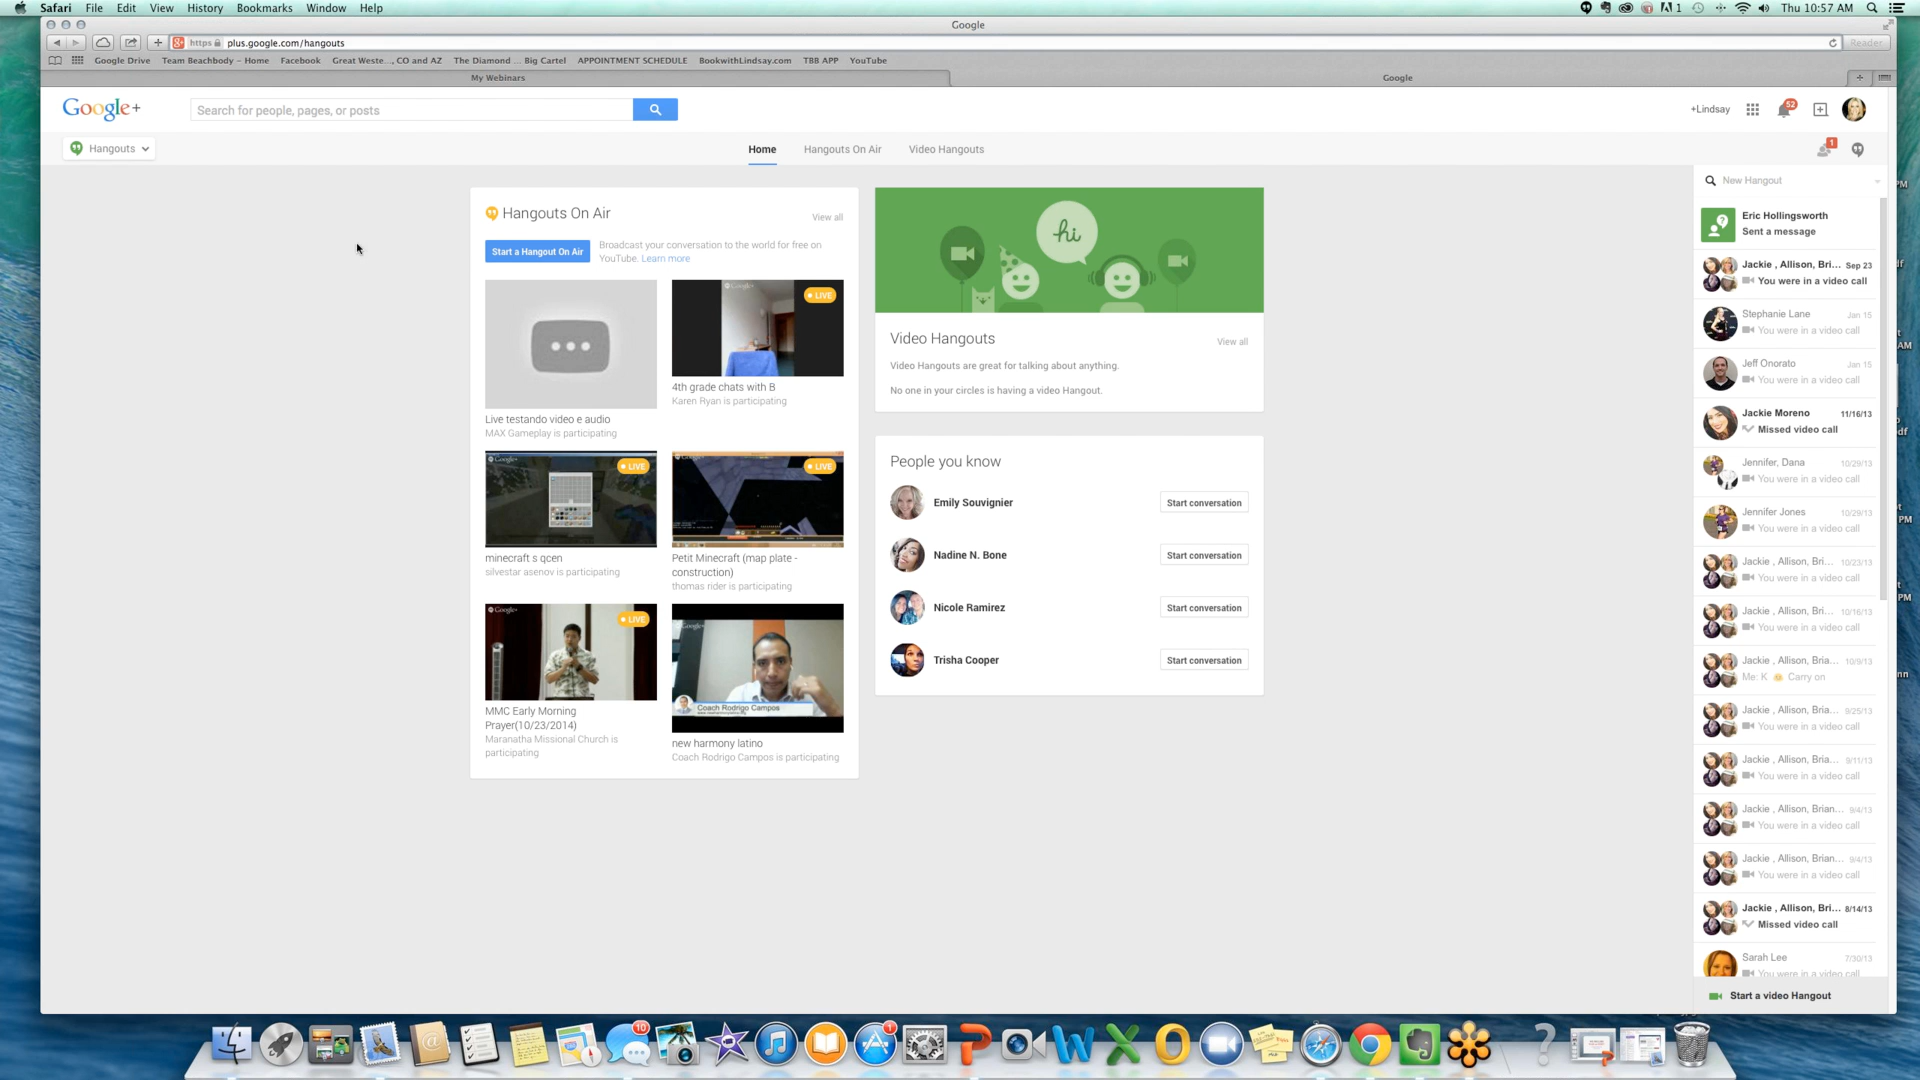 Safari File Edit View History Bookmarks Window Help
1 Thu 10:57 AM
Google
https plus.google.com/hangouts
Reader
Google Drive Team Beachbody - Home Facebook Great Weste..., CO and AZ The Diamond ... Big Cartel APPOINTMENT SCHEDULE BookwithLindsay.com TBB APP YouTube
My Webinars
Google
Google+
Search for people, pages, or posts
+Lindsay
52
Hangouts
Home Hangouts On Air Video Hangouts
1
Hangouts On Air
View all
Start a Hangout On Air
Broadcast your conversation to the world for free on
YouTube. Learn more
LIVE
Live testando video e audio
MAX Gameplay is participating
4th grade chats with B
Karen Ryan is participating
LIVE
LIVE
minecraft s qcen
silvestar asenov is participating
Petit Minecraft (map plate -
construction)
thomas rider is participating
LIVE
Coach Rodrigo Campos
MMC Early Morning
Prayer(10/23/2014)
Maranatha Missional Church is
participating
new harmony latino
Coach Rodrigo Campos is participating
hi
Video Hangouts
View all
Video Hangouts are great for talking about anything.
No one in your circles is having a video Hangout.
People you know
Emily Souvignier Start conversation
Nadine N. Bone Start conversation
Nicole Ramirez Start conversation
Trisha Cooper Start conversation
New Hangout
Eric Hollingsworth
Sent a message
Jackie , Allison, Bri... Sep 23
You were in a video call
Stephanie Lane Jan 15
You were in a video call
Jeff Onorato Jan 15
You were in a video call
Jackie Moreno 11/16/13
Missed video call
Jennifer, Dana 10/29/13
You were in a video call
Jennifer Jones 10/29/13
You were in a video call
Jackie , Allison, Bri... 10/23/13
You were in a video call
Jackie , Allison, Bri... 10/16/13
You were in a video call
Jackie , Allison, Bria... 10/9/13
Me: K Carry on
Jackie , Allison, Bria... 9/25/13
You were in a video call
Jackie , Allison, Bria... 9/11/13
You were in a video call
Jackie , Allison, Brian... 9/4/13
You were in a video call
Jackie , Allison, Brian... 9/4/13
You were in a video call
Jackie , Allison, Bri... 8/14/13
Missed video call
Sarah Lee 7/30/13
You were in a video call
Start a video Hangout
10
1